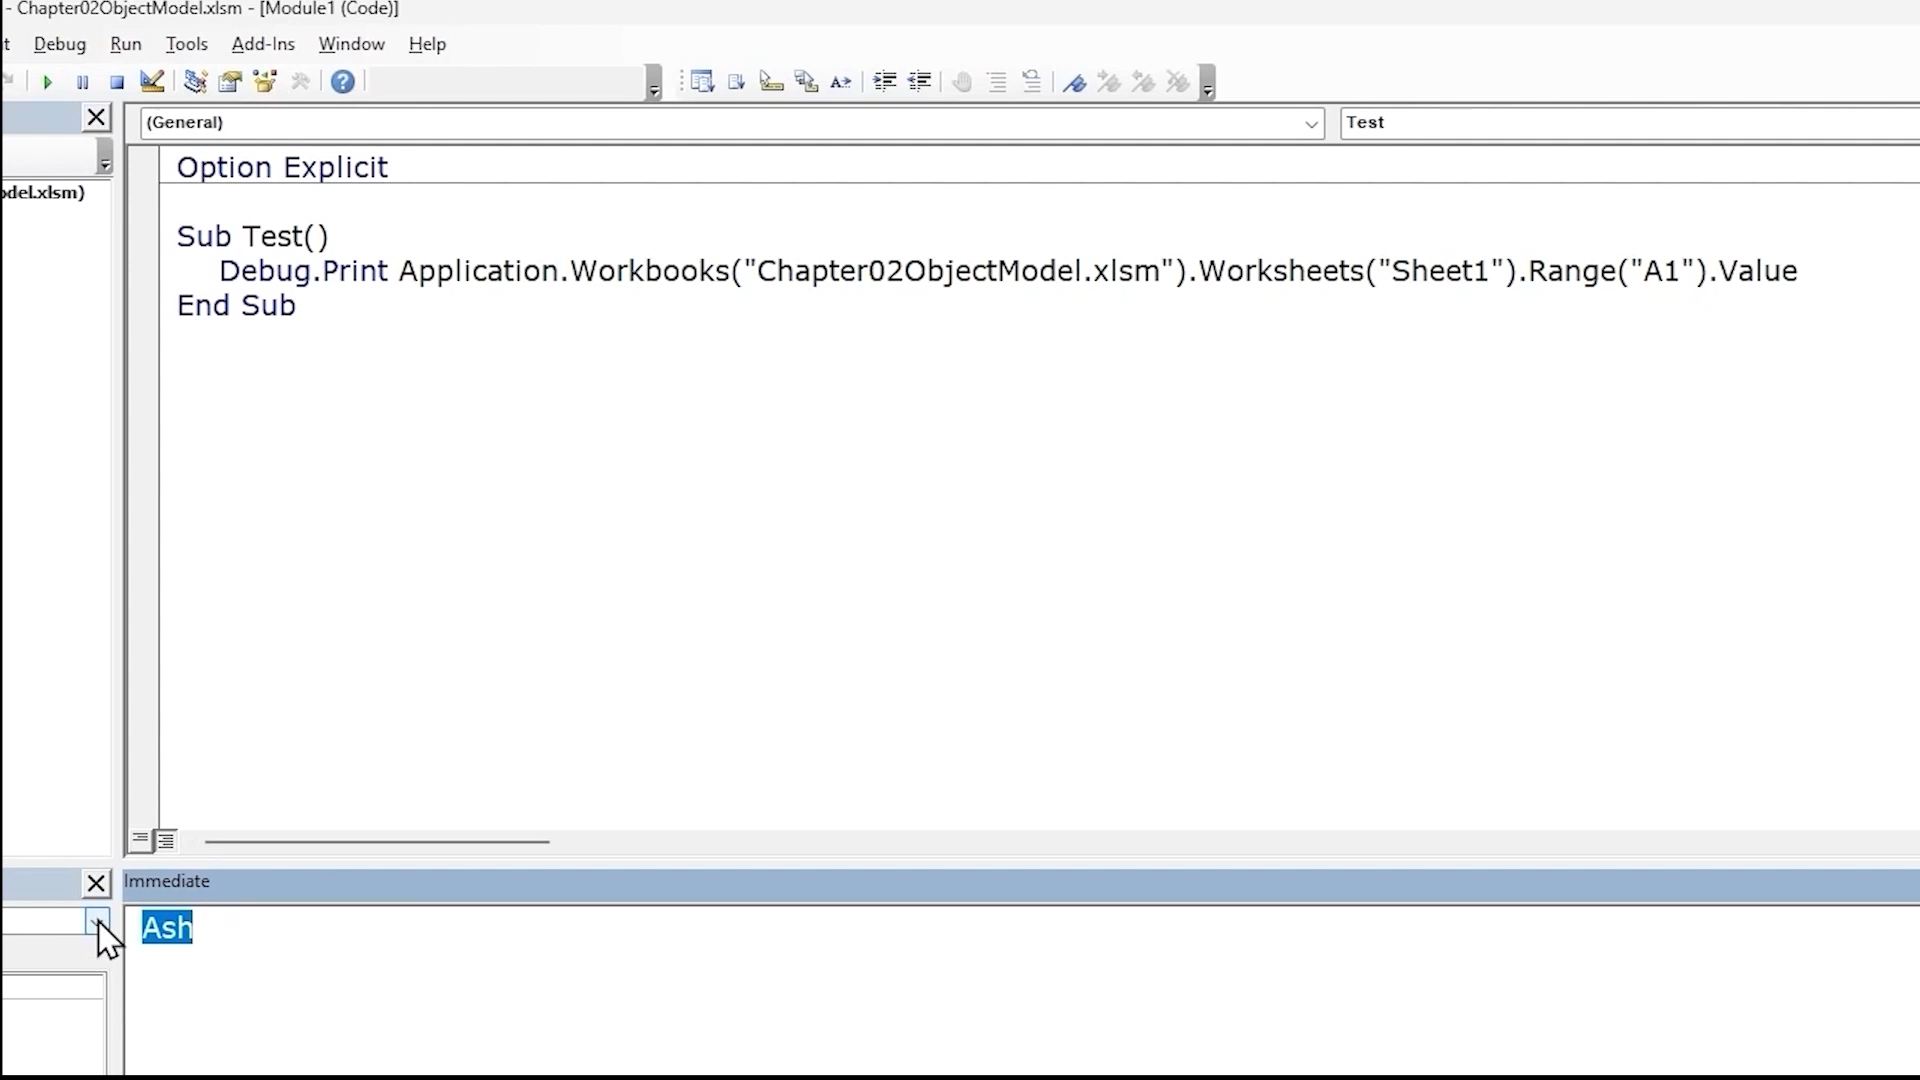 - Chapter02ObjectModel.xlsm - [Module1 (Code)]
t Debug Run Tools Add-Ins Window Help
(General) Test
odel.xlsm)
Option Explicit
Sub Test()
Debug.Print Application.Workbooks("Chapter02ObjectModel.xlsm").Worksheets("Sheet1").Range("A1").Value
End Sub
Immediate
Ash